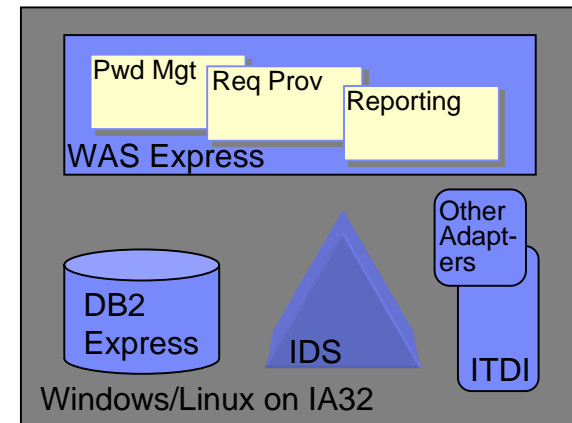 Pwd Mgt
Req Prov
Reporting
WAS Express
Other
Adapt-
ers
DB2
Express
IDS
ITDI
Windows/Linux on IA32